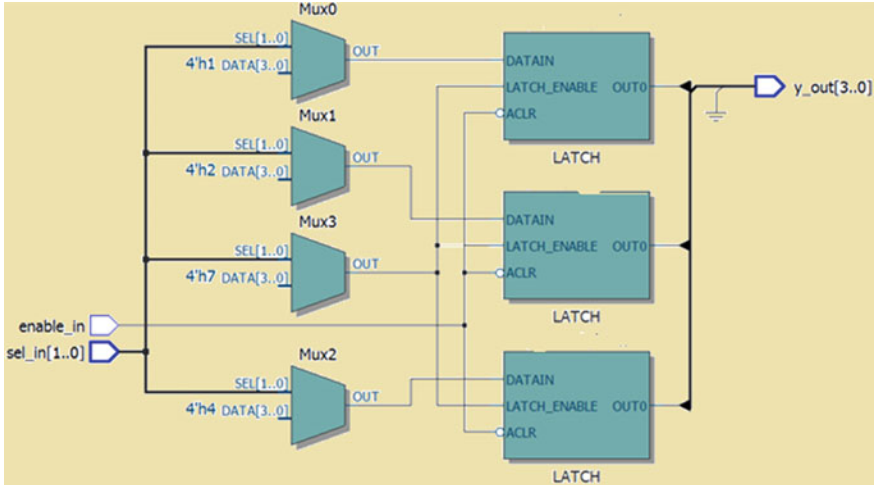 Mux0
SEL[1..0]
OUT
4'h1 DATA[3..0]
DATAIN
LATCH_ENABLE OUT0
ACLR
y_out[3..0]
LATCH
Mux1
SEL[1..0]
OUT
4'h2 DATA[3..0]
DATAIN
LATCH_ENABLE OUT0
ACLR
LATCH
Mux3
SEL[1..0]
OUT
4'h7 DATA[3..0]
enable_in
sel_in[1..0]
Mux2
SEL[1..0]
OUT
4'h4 DATA[3..0]
DATAIN
LATCH_ENABLE OUT0
ACLR
LATCH